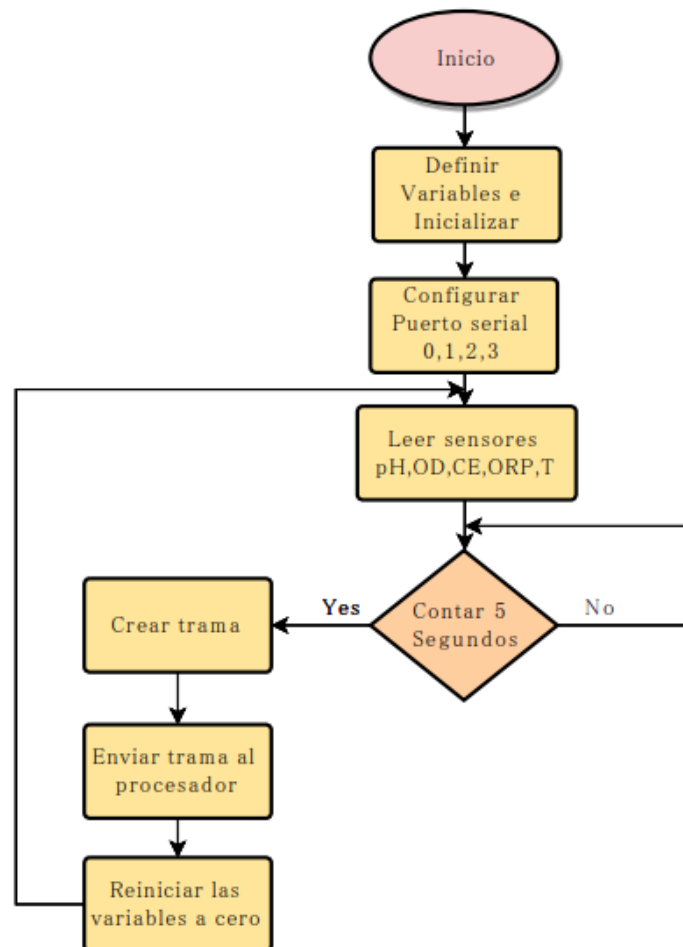 Inicio
Definir
Variables e
Inicializar
Configurar
Puerto serial
0,1,2,3
Leer sensores
pH,OD,CE,ORP,T
Contar 5
Segundos
Yes
No
Crear trama
Enviar trama al
procesador
Reiniciar las
variables a cero